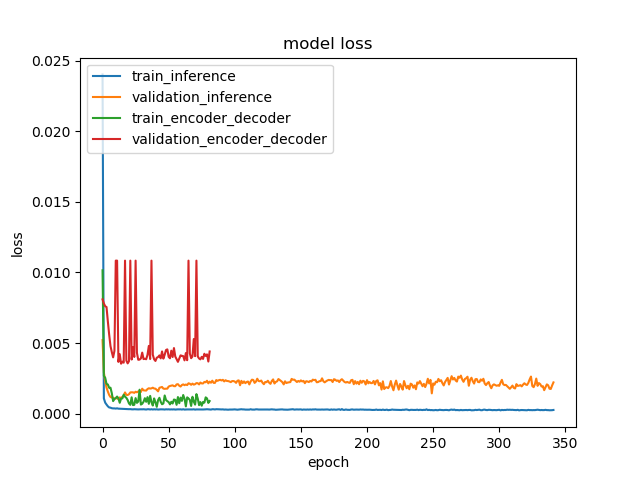 model loss
train_inference
validation_inference
train_encoder_decoder
validation_encoder_decoder
loss
0.025
0.020
0.015
0.010
0.005
0.000
0 50 100 150 200 250 300 350
epoch